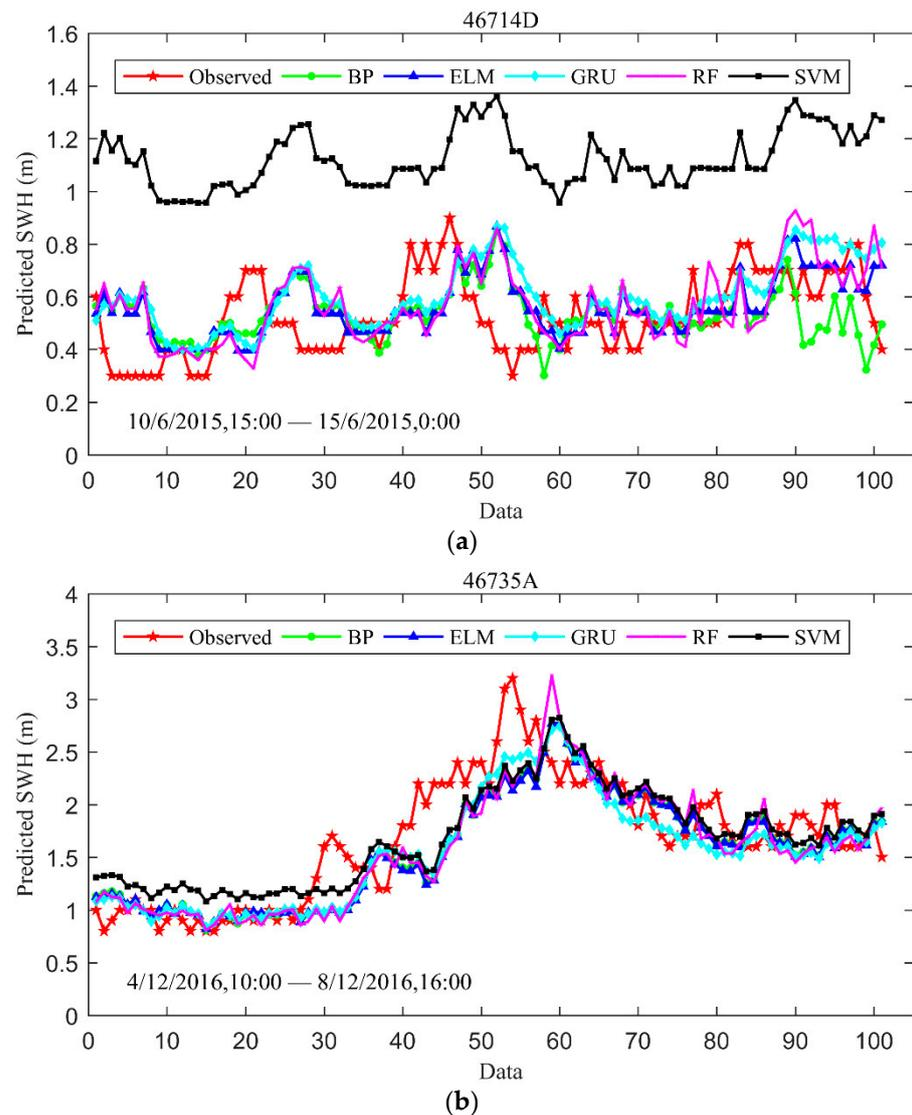 46714D
1.6
Observed BP ELM GRU RF SVM
1.4
1.2
1
0.8
0.6
0.4
0.2
0
Predicted SWH (m)
10/6/2015,15:00 — 15/6/2015,0:00
0 10 20 30 40 50 60 70 80 90 100
Data
(a)
46735A
4
Observed BP ELM GRU RF SVM
3.5
3
2.5
2
1.5
1
0.5
0
Predicted SWH (m)
4/12/2016,10:00 — 8/12/2016,16:00
0 10 20 30 40 50 60 70 80 90 100
Data
(b)